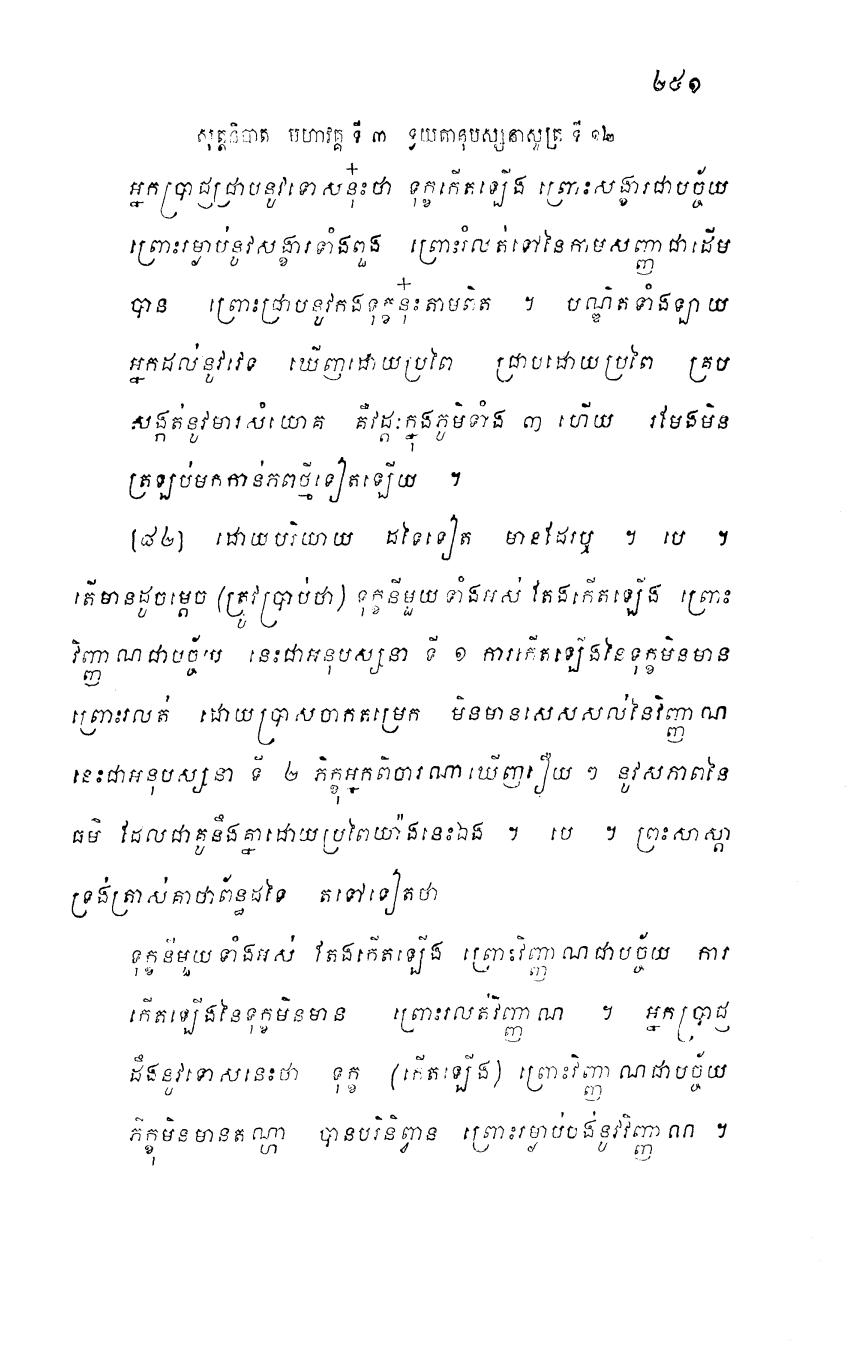 ២៥១
សុត្តនិបាត មហាវគ្គ ទី ៣ ទ្វយតានុបស្សនាសូត្រ ទី ១២
អ្នកប្រាជ្ញជ្រាបនូវទោសនុ៎ះថា ទុក្ខកើតឡើង ព្រោះសង្ខារជាបច្ច័យ
ព្រោះរម្ងាប់នូវសង្ខារទាំងពួង ព្រោះរំលត់ទៅនៃកាមសញ្ញាជាដើម
បាន ព្រោះជ្រាបនូវកងទុក្ខនុ៎ះតាមពិត ។ បណ្ឌិតទាំងឡាយ
អ្នកដល់នូវវេទ ឃើញដោយប្រពៃ ជ្រាបដោយប្រពៃ គ្រប
សង្កត់នូវមារសំយោគ គឺវដ្ដៈក្នុងភូមិទាំង ៣ ហើយ រមែងមិន
ត្រឡប់មកកាន់ភពថ្មីទៀតឡើយ ។
[៨២] ដោយបរិយាយ ដទៃទៀត មានដែរឬ ។ បេ ។
តើមានដូចម្ដេច (ត្រូវប្រាប់ថា) ទុក្ខនីមួយទាំងអស់ តែងកើតឡើង ព្រោះ
វិញ្ញាណជាបច្ច័យ នេះជាអនុបស្សនា ទី ១ ការកើតឡើងនៃទុក្ខមិនមាន
ព្រោះរលត់ ដោយប្រាសចាកតម្រេក មិនមានសេសសល់នៃវិញ្ញាណ
នេះជាអនុបស្សនា ទី ២ ភិក្ខុអ្នកពិចារណាឃើញរឿយ ៗ នូវសភាពនៃ
ធម៌ ដែលជាគូនឹងគ្នាដោយប្រពៃយ៉ាងនេះឯង ។ បេ ។ ព្រះសាស្ដា
ទ្រង់ត្រាស់គាថាព័ន្ធដទៃ តទៅទៀតថា
ទុក្ខនីមួយទាំងអស់ តែងកើតឡើង ព្រោះវិញ្ញាណជាបច្ច័យ ការ
កើតឡើងនៃទុក្ខមិនមាន ព្រោះរលត់វិញ្ញាណ ។ អ្នកប្រាជ្ញ
ដឹងនូវទោសនេះថា ទុក្ខ (កើតឡើង) ព្រោះវិញ្ញាណជាបច្ច័យ
ភិក្ខុមិនមានតណ្ហា បានបរិនិព្វាន ព្រោះរម្ងាប់បង់នូវវិញ្ញាណ ។